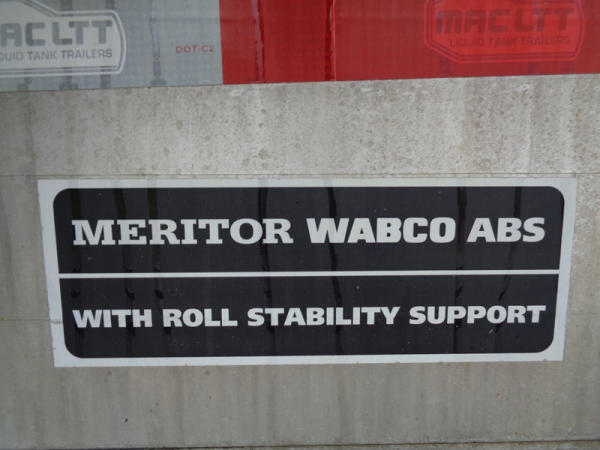 MAC LTT
LIQUID TANK TRAILERS
DOT-C2
MAC LTT
LIQUID TANK TRAILERS
MERITOR WABCO ABS
WITH ROLL STABILITY SUPPORT